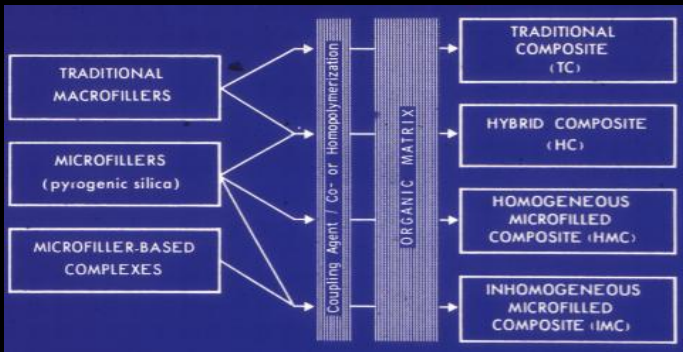 TRADITIONAL
MACROFILLERS
MICROFILLERS
(pyrogenic silica)
MICROFILLER-BASED
COMPLEXES
Coupling Agent / Co- or Homopolymerization
ORGANIC MATRIX
TRADITIONAL
COMPOSITE
(TC)
HYBRID COMPOSITE
(HC)
HOMOGENEOUS
MICROFILLED
COMPOSITE (HMC)
INHOMOGENEOUS
MICROFILLED
COMPOSITE (IMC)